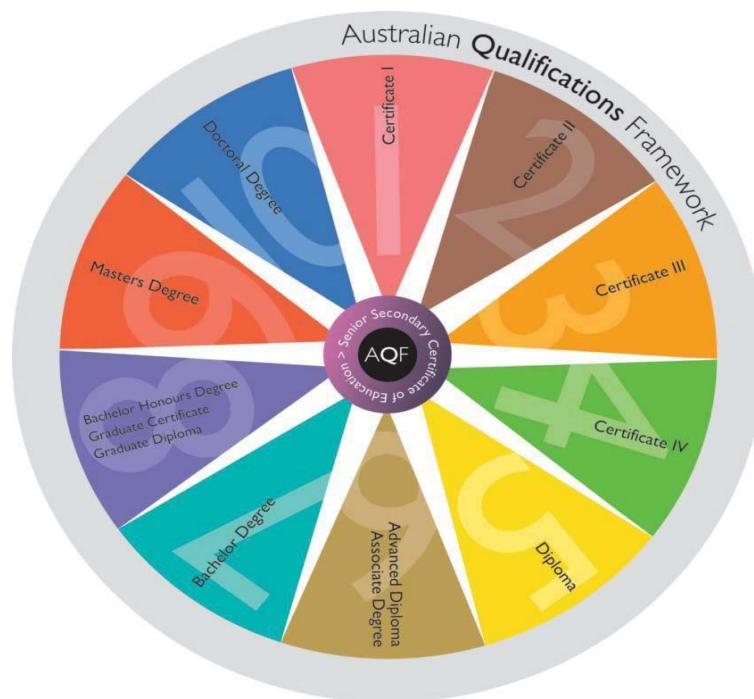 Australian Qualifications Framework
1
Certificate I
2
Certificate II
3
Certificate III
4
Certificate IV
5
Diploma
6
Advanced Diploma
Associate Degree
7
Bachelor Degree
8
Bachelor Honours Degree
Graduate Certificate
Graduate Diploma
9
Masters Degree
10
Doctoral Degree
Senior Secondary Certificate of Education >
AQF